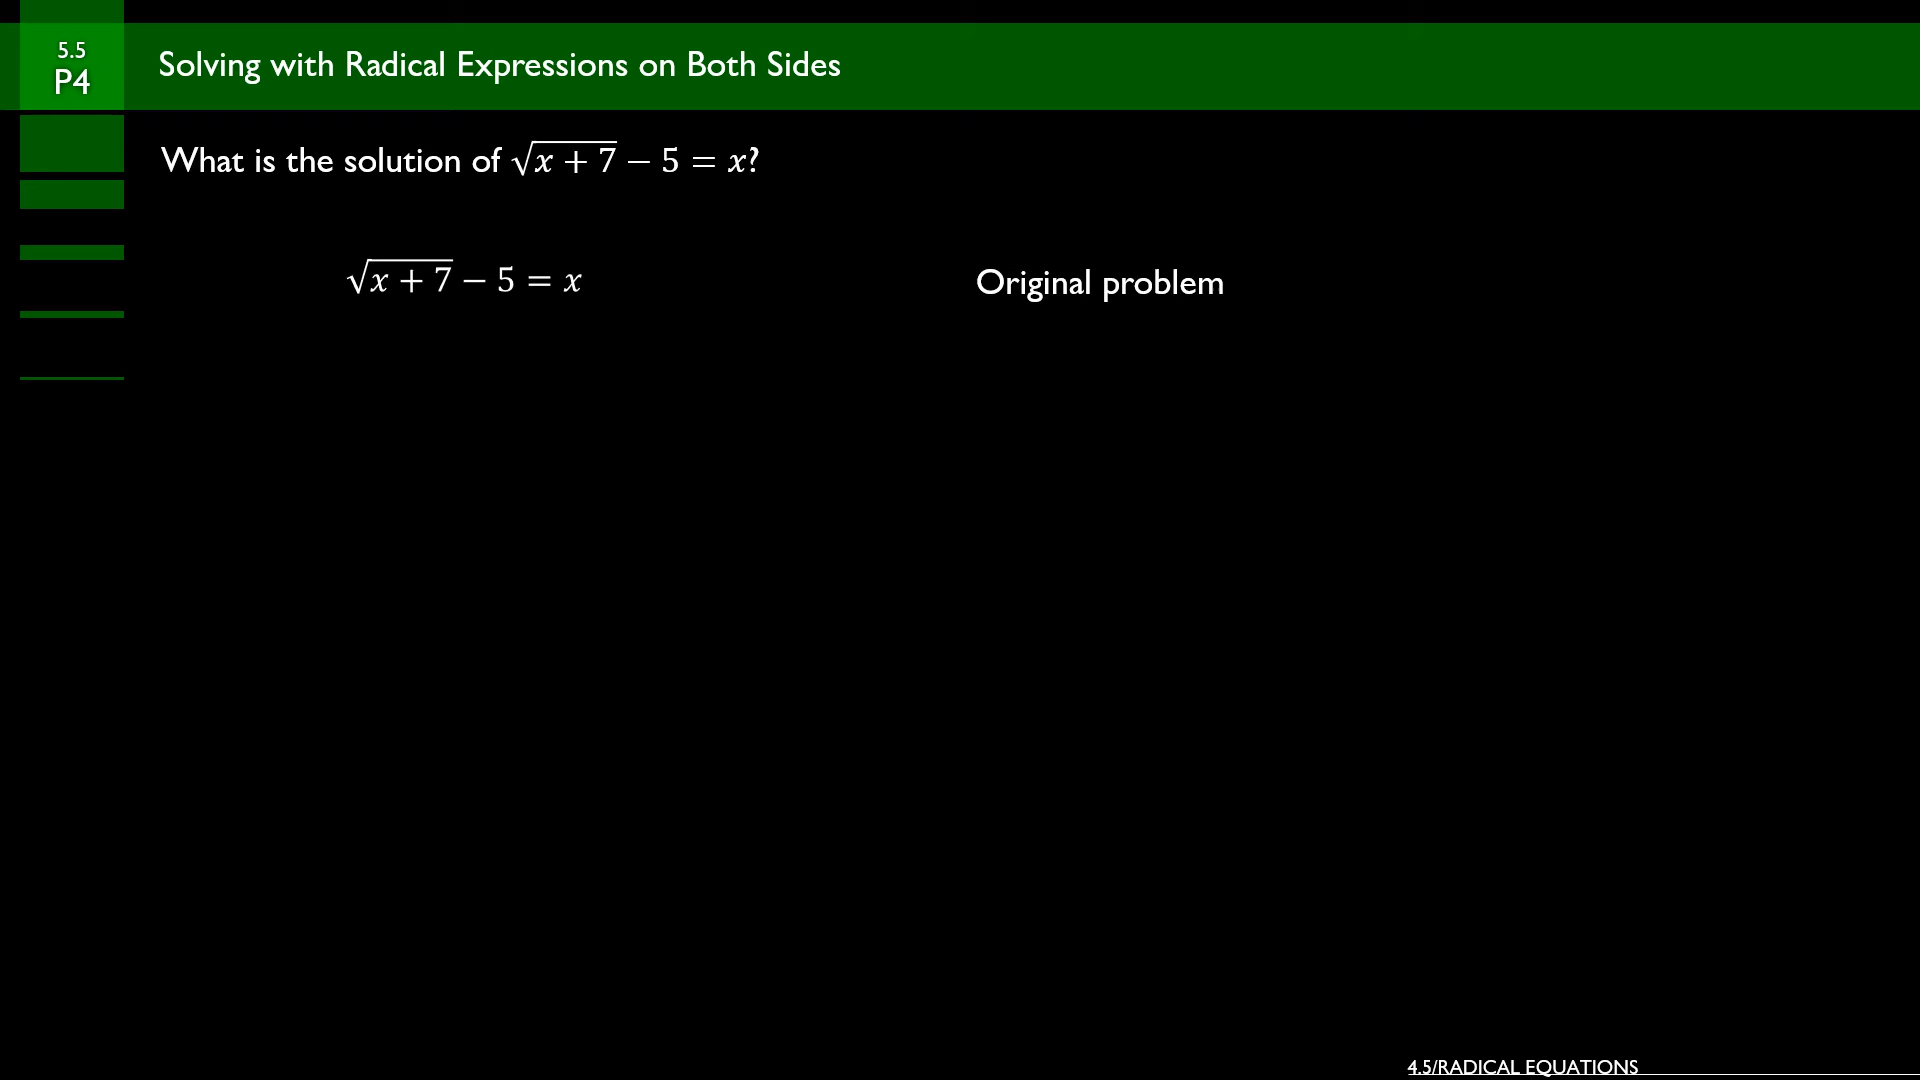 5.5
P4
Solving with Radical Expressions on Both Sides
What is the solution of √(x + 7) − 5 = x?
√(x + 7) − 5 = x
Original problem
4.5/RADICAL EQUATIONS